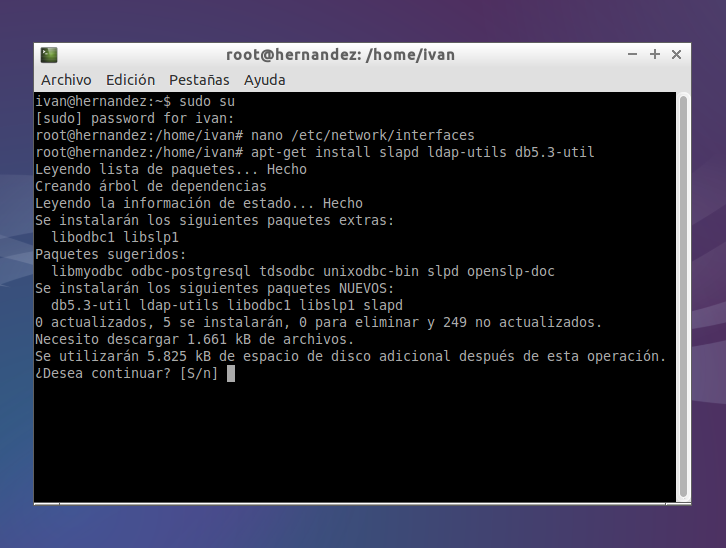 root@hernandez: /home/ivan
Archivo Edición Pestañas Ayuda
ivan@hernandez:~$ sudo su
[sudo] password for ivan:
root@hernandez:/home/ivan# nano /etc/network/interfaces
root@hernandez:/home/ivan# apt-get install slapd ldap-utils db5.3-util
Leyendo lista de paquetes... Hecho
Creando árbol de dependencias
Leyendo la información de estado... Hecho
Se instalarán los siguientes paquetes extras:
libodbc1 libslp1
Paquetes sugeridos:
libmyodbc odbc-postgresql tdsodbc unixodbc-bin slpd openslp-doc
Se instalarán los siguientes paquetes NUEVOS:
db5.3-util ldap-utils libodbc1 libslp1 slapd
0 actualizados, 5 se instalarán, 0 para eliminar y 249 no actualizados.
Necesito descargar 1.661 kB de archivos.
Se utilizarán 5.825 kB de espacio de disco adicional después de esta operación.
¿Desea continuar? [S/n]